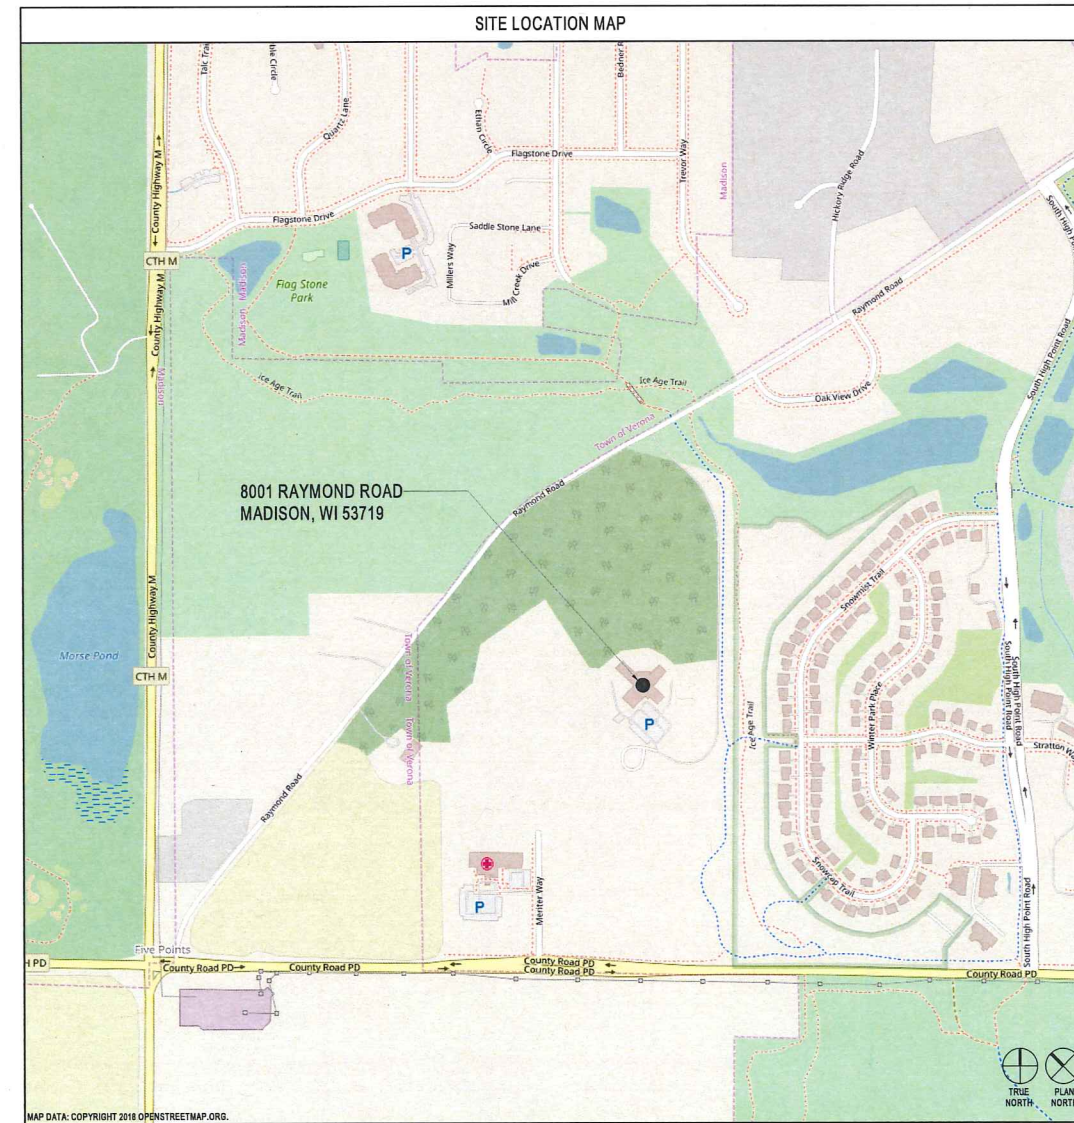 SITE LOCATION MAP
Talc Trail
Quartz Lane
Ethan Circle
Flagstone Drive
Trevor Way
Madison
Hickory Ridge Road
County Highway M
Flagstone Drive
Saddle Stone Lane
P
Millers Way
Mill Creek Drive
CTH M
Flag Stone
Park
Madison
Madison
County Highway M
Raymond Road
South High Point Road
Madison
Ice Age Trail
Ice Age Trail
Oak View Drive
Town of Verona
8001 RAYMOND ROAD
MADISON, WI 53719
Raymond Road
County Highway M
Snowmist Trail
Morse Pond
CTH M
Town of Verona
Town of Verona
South High Point Road
South High Point Road
Winter Park Place
P
Ice Age Trail
Raymond Road
Meriter Way
P
Snowcap Trail
South High Point Road
Five Points
PD
County Road PD
County Road PD
County Road PD
County Road PD
County Road PD
TRUE
NORTH
MAP DATA: COPYRIGHT 2018 OPENSTREETMAP.ORG.